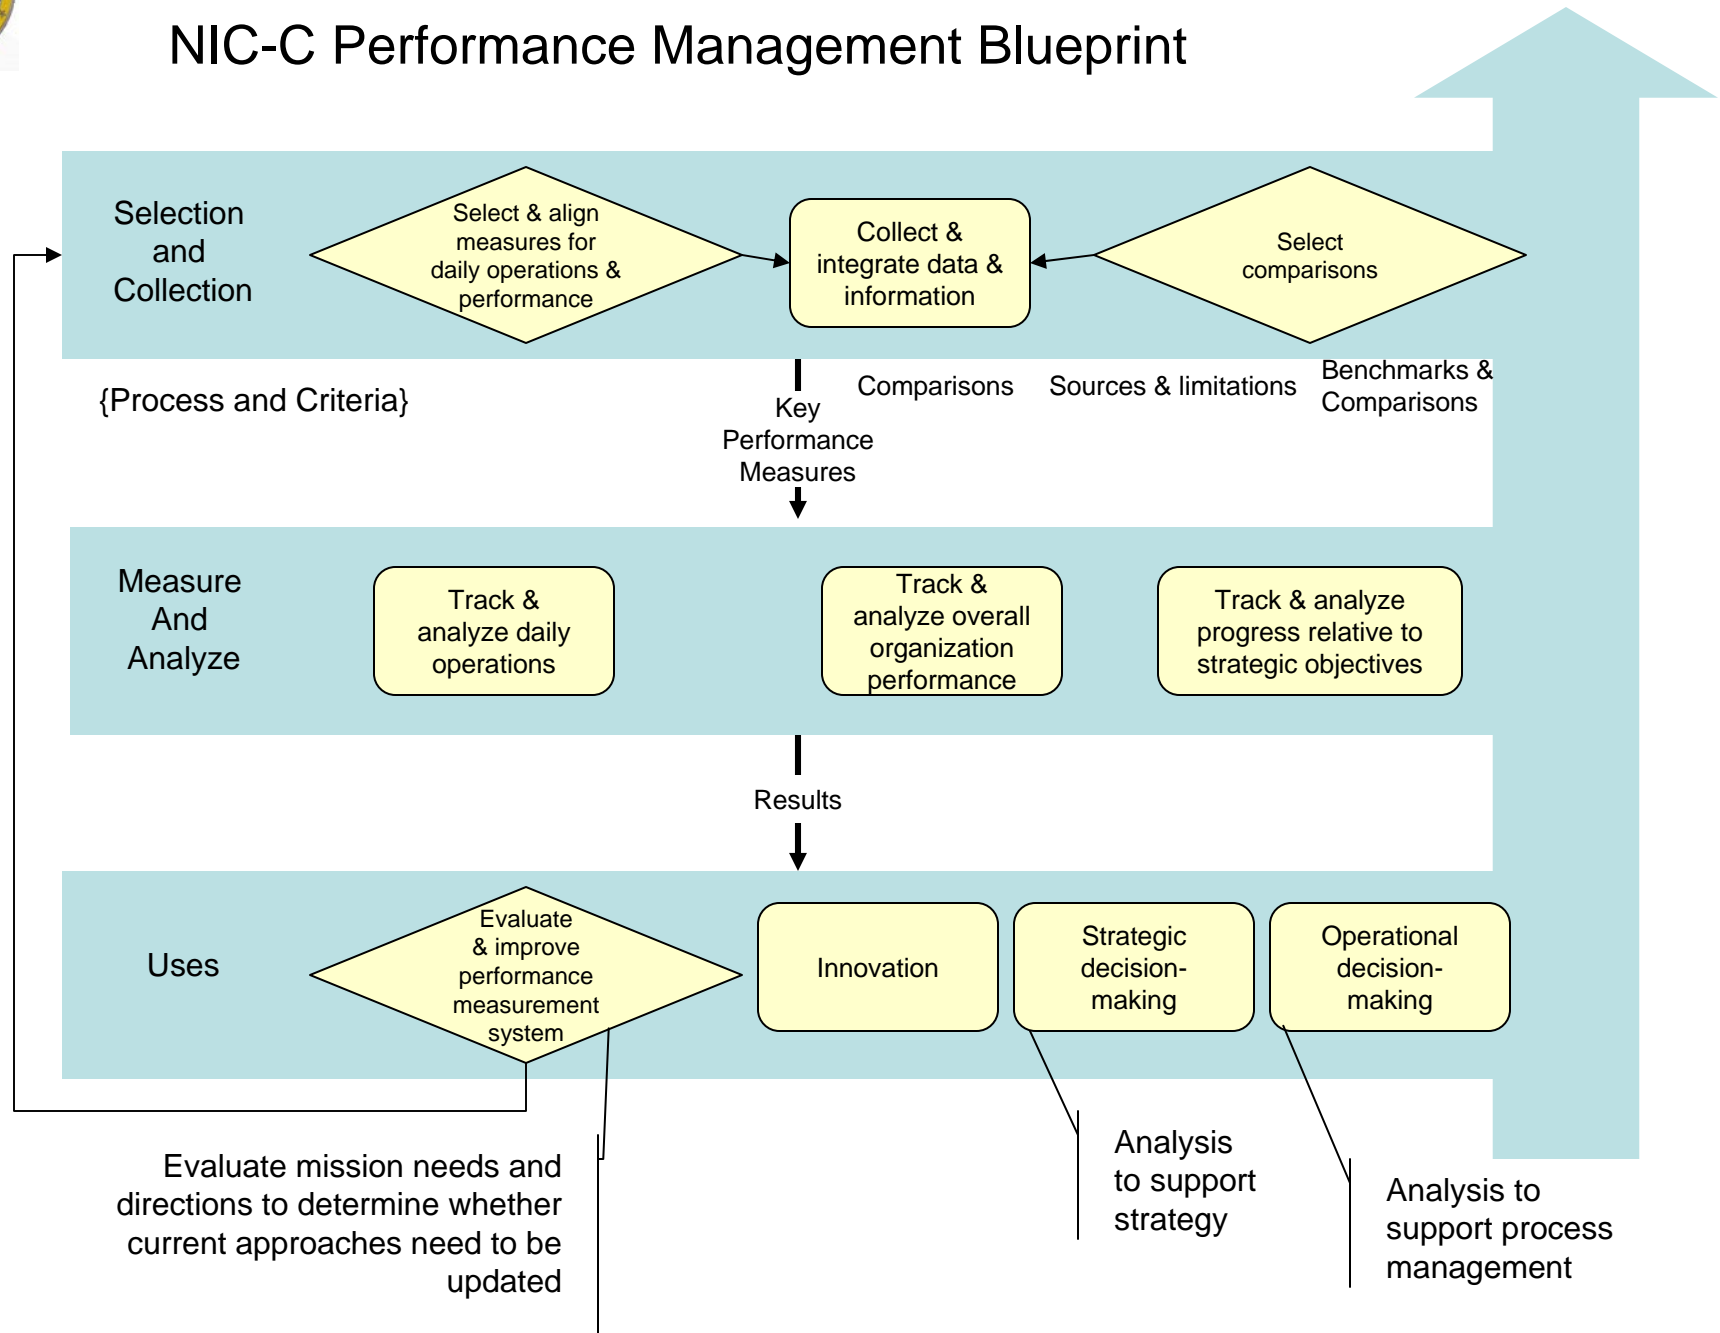 NIC-C Performance Management Blueprint
Selection
and
Collection
Select & align
measures for
daily operations &
performance
Collect &
integrate data &
information
Select
comparisons
{Process and Criteria}
Key
Performance
Measures
Comparisons
Sources & limitations
Benchmarks &
Comparisons
Measure
And
Analyze
Track &
analyze daily
operations
Track &
analyze overall
organization
performance
Track & analyze
progress relative to
strategic objectives
Results
Uses
Evaluate
& improve
performance
measurement
system
Innovation
Strategic
decision-
making
Operational
decision-
making
Evaluate mission needs and
directions to determine whether
current approaches need to be
updated
Analysis
to support
strategy
Analysis to
support process
management